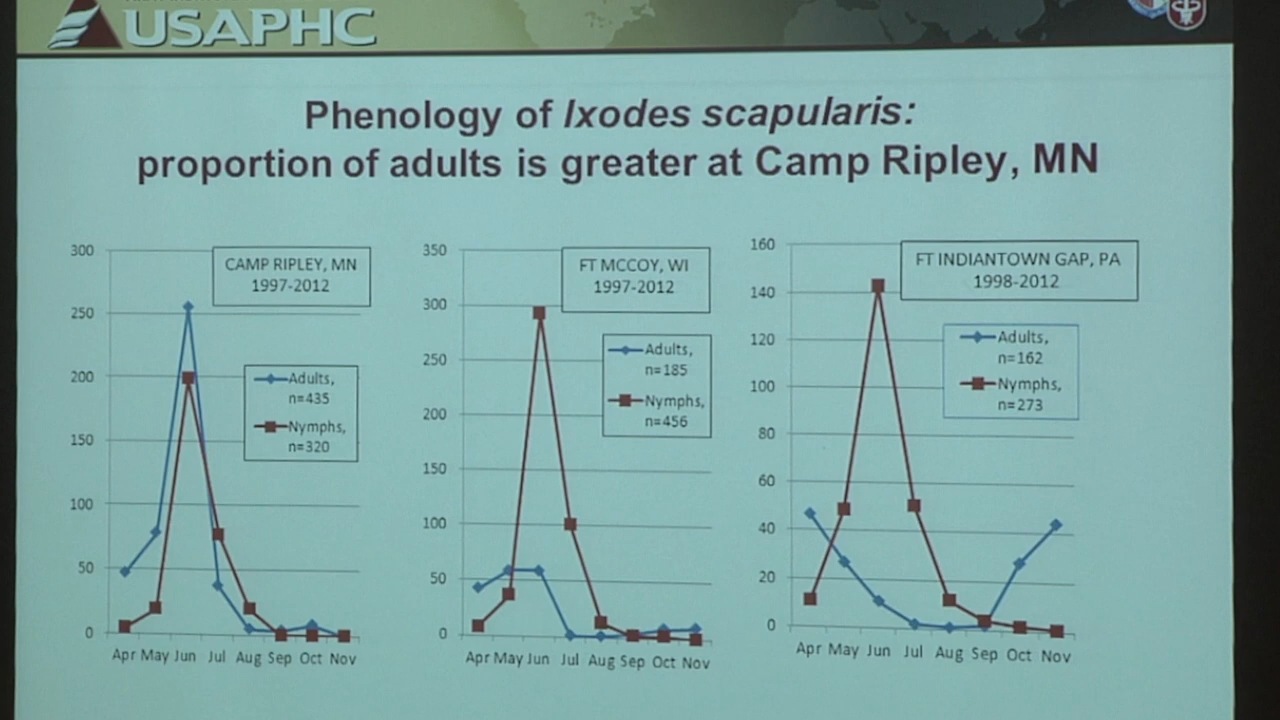 USAPHC
Phenology of Ixodes scapularis:
proportion of adults is greater at Camp Ripley, MN
300
250
200
150
100
50
0
CAMP RIPLEY, MN
1997-2012
Adults,
n=435
Nymphs,
n=320
Apr May Jun Jul Aug Sep Oct Nov
350
300
250
200
150
100
50
0
FT MCCOY, WI
1997-2012
Adults,
n=185
Nymphs,
n=456
Apr May Jun Jul Aug Sep Oct Nov
160
140
120
100
80
60
40
20
0
FT INDIANTOWN GAP, PA
1998-2012
Adults,
n=162
Nymphs,
n=273
Apr May Jun Jul Aug Sep Oct Nov